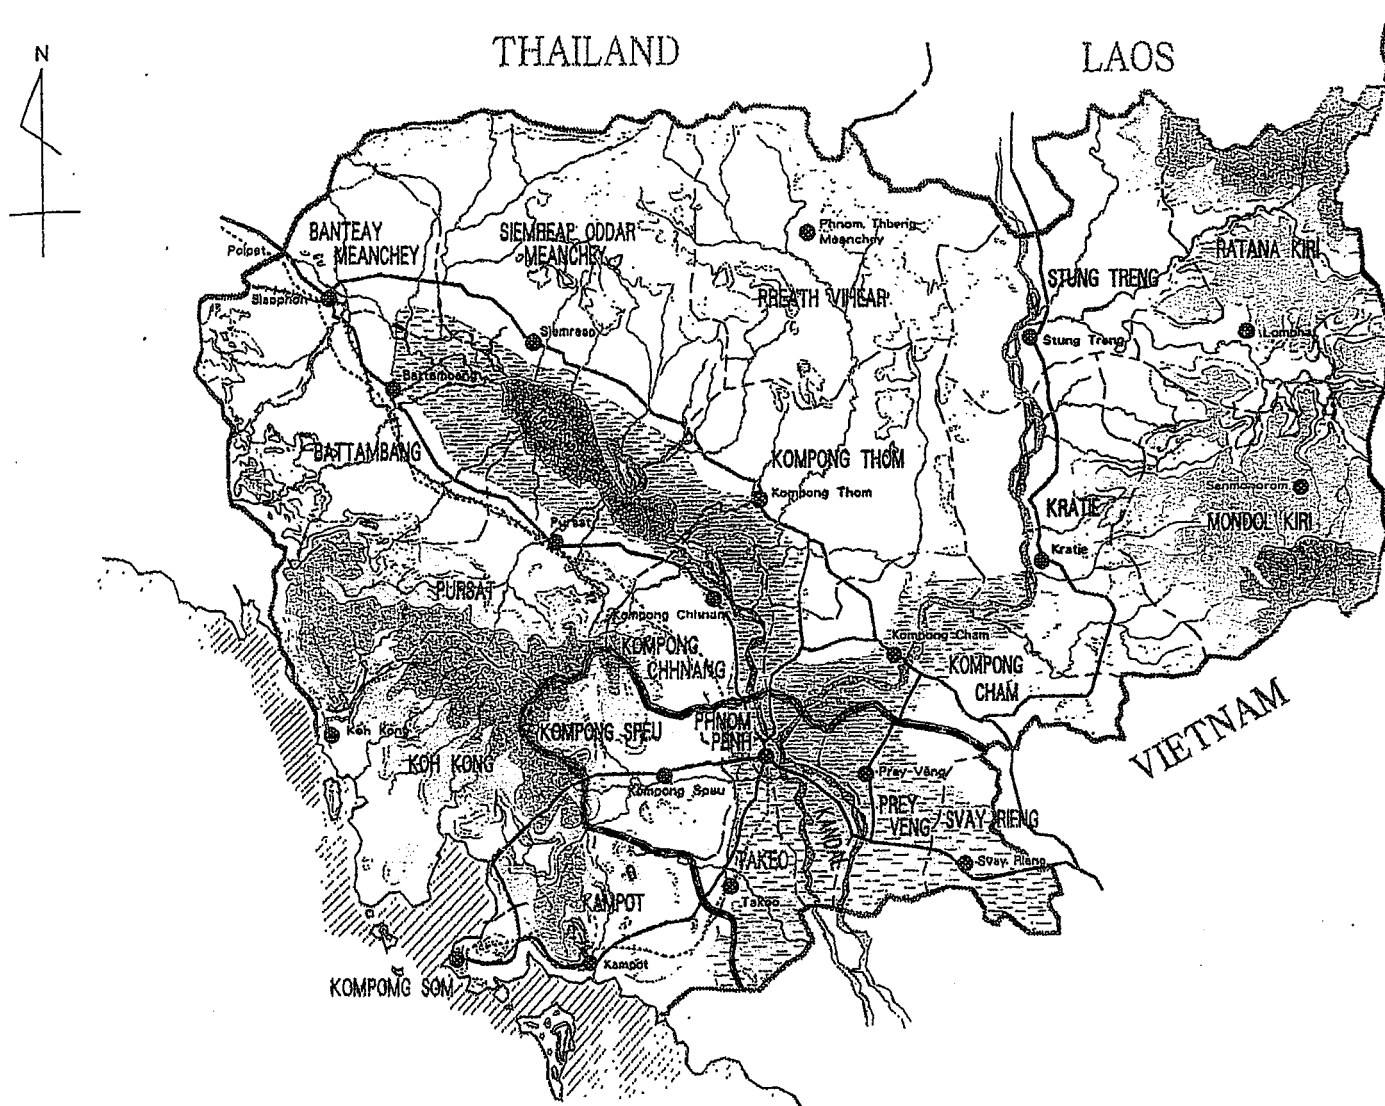 N
THAILAND
LAOS
BANTEAY
MEANCHEY
SIEMREAP ODDAR
MEANCHEY
Phnom Thbeng
Meanchey
RATANA KIRI
Poipet
STUNG TRENG
PREATH VIHEAR
Sisophon
Siemreap
Stung Treng
Lomphat
Battambang
BATTAMBANG
KOMPONG THOM
Kompong Thom
Senmonorom
KRATIE
MONDOL KIRI
Pursat
Kratie
PURSAT
Kompong Chhnang
Kompong Cham
KOMPONG
CHHNANG
KOMPONG
CHAM
VIETNAM
PHNOM
PENH
KOMPONG SPEU
Koh Kong
KOH KONG
Prey-Vêng
Kompong Speu
PREY
VENG
SVAY RIENG
KANDAL
TAKEO
Svay Rieng
Takeo
KAMPOT
Kampot
KOMPOMG SOM